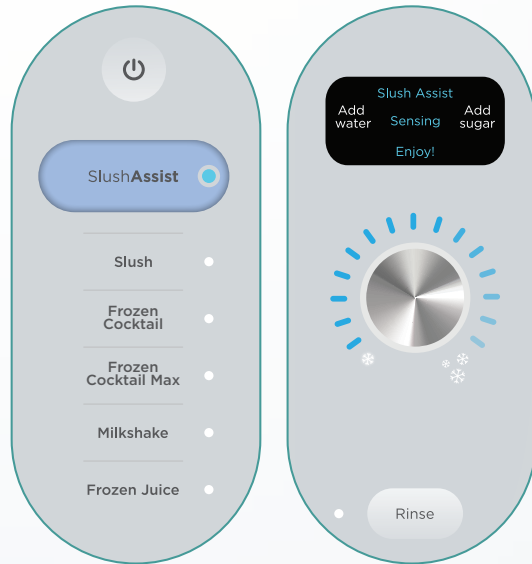 SlushAssist
Slush
Frozen
Cocktail
Frozen
Cocktail Max
Milkshake
Frozen Juice
Slush Assist
Add
water
Sensing
Add
sugar
Enjoy!
Rinse